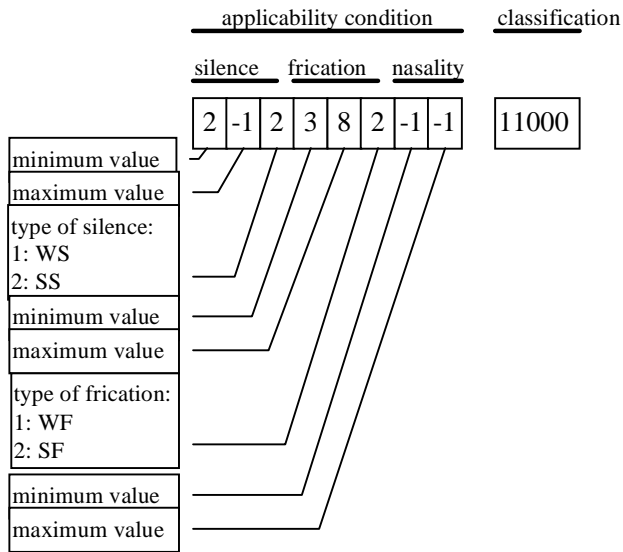 applicability condition classification
silence frication nasality
2 -1 2 3 8 2 -1 -1 11000
minimum value
maximum value
type of silence:
1: WS
2: SS
minimum value
maximum value
type of frication:
1: WF
2: SF
minimum value
maximum value